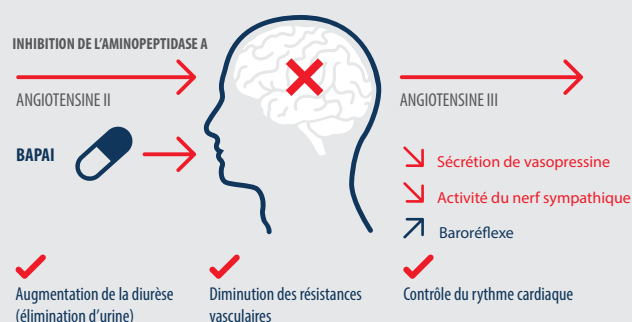 INHIBITION DE L'AMINOPEPTIDASE A
ANGIOTENSINE II
ANGIOTENSINE III
BAPAI
Sécrétion de vasopressine
Activité du nerf sympathique
Baroréflexe
Augmentation de la diurèse
(élimination d'urine)
Diminution des résistances
vasculaires
Contrôle du rythme cardiaque